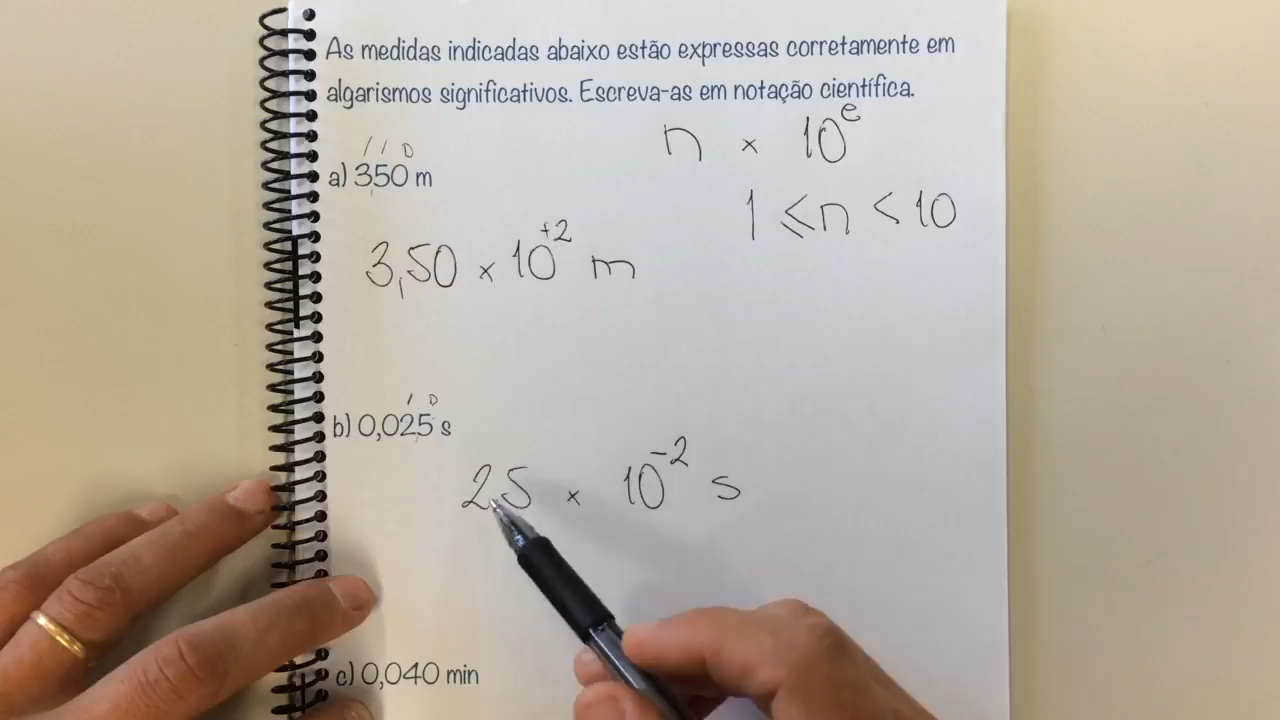 As medidas indicadas abaixo estão expressas corretamente em
algarismos significativos. Escreva-as em notação científica.
n × 10^e
1 ⩽ n < 10
/ / D
a) 350 m
3,50 × 10^+2 m
/ D
b) 0,025 s
2,5 × 10^-2 s
c) 0,040 min